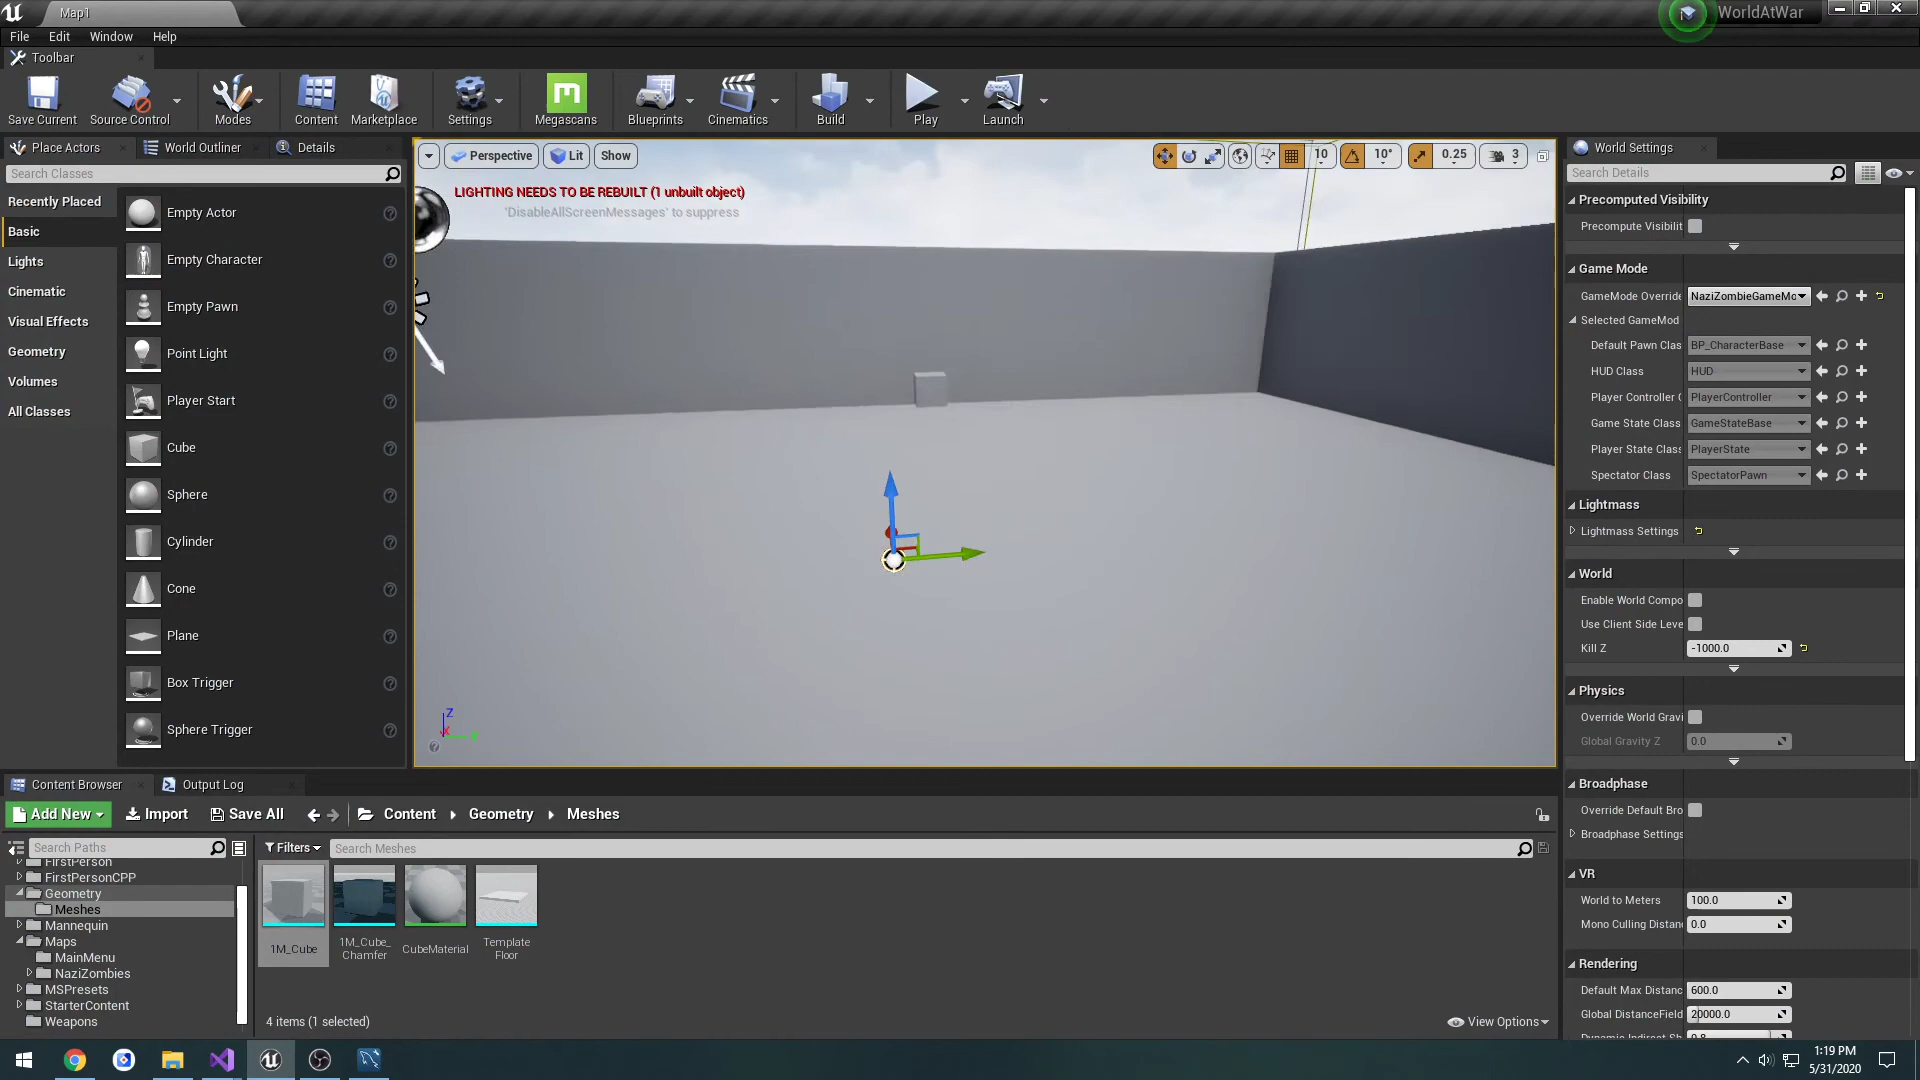 Map1
WorldAtWar
File Edit Window Help
Toolbar
Save Current
Source Control
Modes
Content
Marketplace
Settings
Megascans
Blueprints
Cinematics
Build
Play
Launch
Place Actors
World Outliner
Details
Search Classes
Recently Placed
Basic
Lights
Cinematic
Visual Effects
Geometry
Volumes
All Classes
Empty Actor
Empty Character
Empty Pawn
Point Light
Player Start
Cube
Sphere
Cylinder
Cone
Plane
Box Trigger
Sphere Trigger
Perspective
Lit
Show
10
10°
0.25
3
LIGHTING NEEDS TO BE REBUILT (1 unbuilt object)
'DisableAllScreenMessages' to suppress
Z
World Settings
Search Details
Precomputed Visibility
Precompute Visibilit
Game Mode
GameMode Override NaziZombieGameMo
Selected GameMod
Default Pawn Clas BP_CharacterBase
HUD Class HUD
Player Controller C PlayerController
Game State Class GameStateBase
Player State Class PlayerState
Spectator Class SpectatorPawn
Lightmass
Lightmass Settings
World
Enable World Compo
Use Client Side Leve
Kill Z -1000.0
Physics
Override World Gravi
Global Gravity Z 0.0
Broadphase
Override Default Bro
Broadphase Settings
VR
World to Meters 100.0
Mono Culling Distan 0.0
Rendering
Default Max Distanc 600.0
Global DistanceField 20000.0
Content Browser
Output Log
Add New
Import
Save All
Content
Geometry
Meshes
Search Paths
Filters
Search Meshes
FirstPerson
FirstPersonCPP
Geometry
Meshes
Mannequin
Maps
MainMenu
NaziZombies
MSPresets
StarterContent
Weapons
1M_Cube
1M_Cube_
Chamfer
CubeMaterial
Template
Floor
4 items (1 selected)
View Options
1:19 PM
5/31/2020